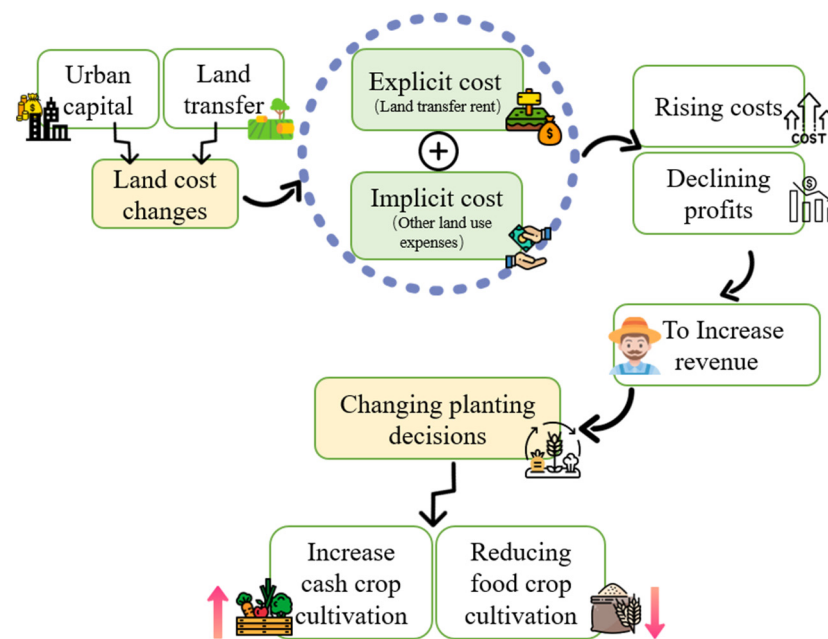 Urban
capital
Land
transfer
Land cost
changes
Explicit cost
(Land transfer rent)
Implicit cost
(Other land use
expenses)
Rising costs
COST
Declining
profits
To Increase
revenue
Changing planting
decisions
Increase
cash crop
cultivation
Reducing
food crop
cultivation